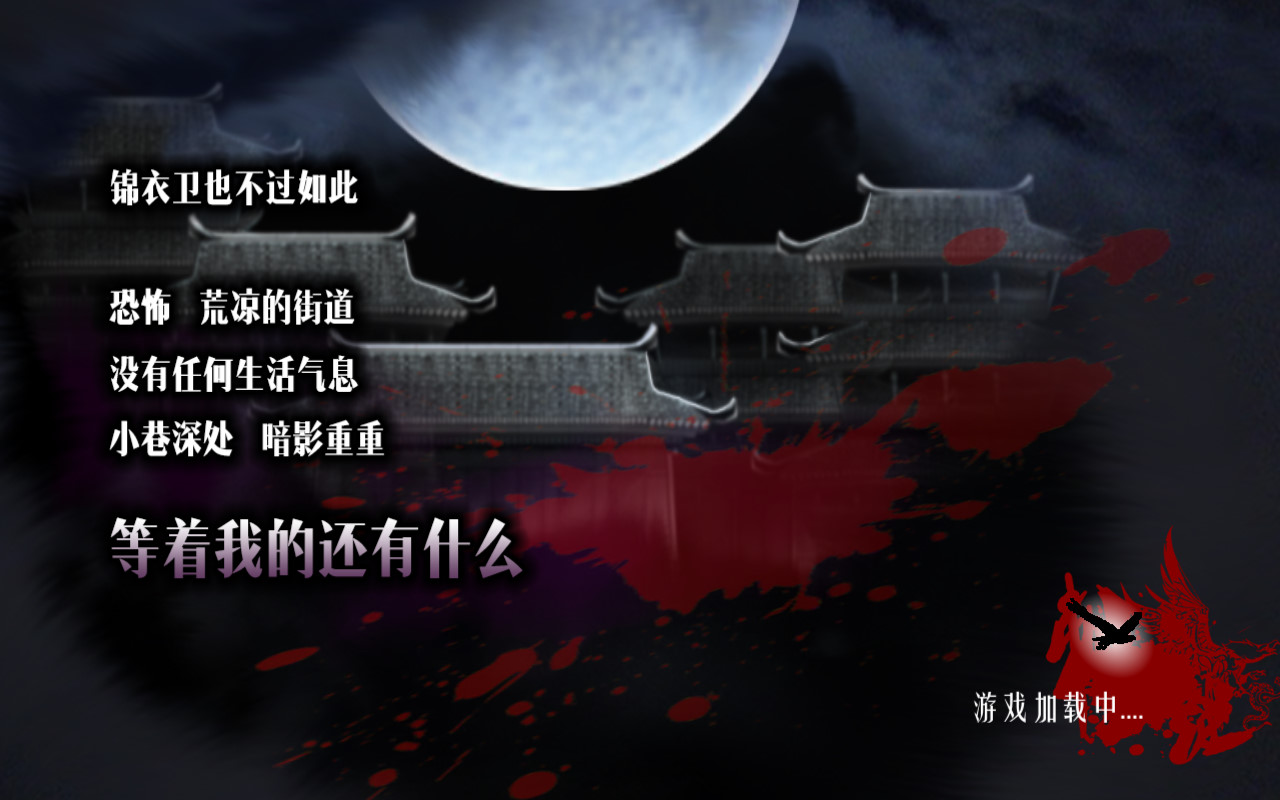 锦衣卫也不过如此
恐怖 荒凉的街道
没有任何生活气息
小巷深处 暗影重重
等着我的还有什么
游戏加载中....